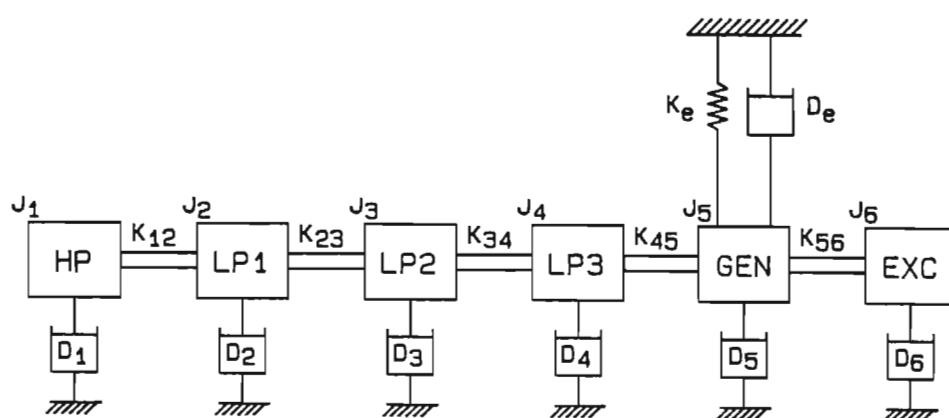 Ke De
J1 J2 J3 J4 J5 J6
K12 K23 K34 K45 K56
HP LP1 LP2 LP3 GEN EXC
D1 D2 D3 D4 D5 D6